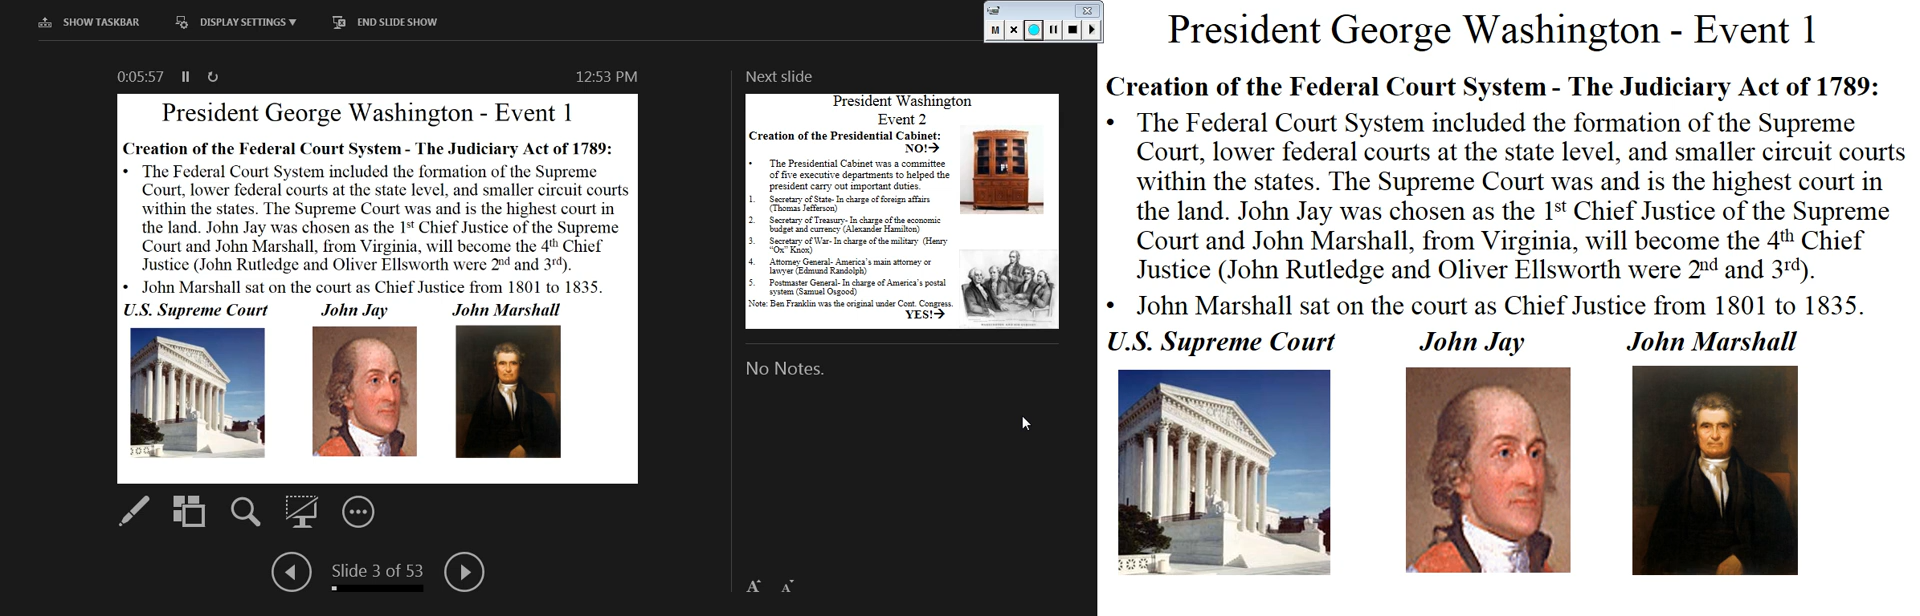 SHOW TASKBAR
DISPLAY SETTINGS ▼
END SLIDE SHOW
0:05:57
12:53 PM
President George Washington - Event 1
Creation of the Federal Court System - The Judiciary Act of 1789:
• The Federal Court System included the formation of the Supreme
Court, lower federal courts at the state level, and smaller circuit courts
within the states. The Supreme Court was and is the highest court in
the land. John Jay was chosen as the 1st Chief Justice of the Supreme
Court and John Marshall, from Virginia, will become the 4th Chief
Justice (John Rutledge and Oliver Ellsworth were 2nd and 3rd).
• John Marshall sat on the court as Chief Justice from 1801 to 1835.
U.S. Supreme Court
John Jay
John Marshall
Slide 3 of 53
Next slide
President Washington
Event 2
Creation of the Presidential Cabinet:
NO!→
• The Presidential Cabinet was a committee
of five executive departments to helped the
president carry out important duties.
1. Secretary of State- In charge of foreign affairs
(Thomas Jefferson)
2. Secretary of Treasury- In charge of the economic
budget and currency (Alexander Hamilton)
3. Secretary of War- In charge of the military (Henry
"Ox" Knox)
4. Attorney General- America's main attorney or
lawyer (Edmund Randolph)
5. Postmaster General- In charge of America's postal
system (Samuel Osgood)
Note: Ben Franklin was the original under Cont. Congress.
YES!→
No Notes.
A A
M
President George Washington - Event 1
Creation of the Federal Court System - The Judiciary Act of 1789:
• The Federal Court System included the formation of the Supreme
Court, lower federal courts at the state level, and smaller circuit courts
within the states. The Supreme Court was and is the highest court in
the land. John Jay was chosen as the 1st Chief Justice of the Supreme
Court and John Marshall, from Virginia, will become the 4th Chief
Justice (John Rutledge and Oliver Ellsworth were 2nd and 3rd).
• John Marshall sat on the court as Chief Justice from 1801 to 1835.
U.S. Supreme Court
John Jay
John Marshall